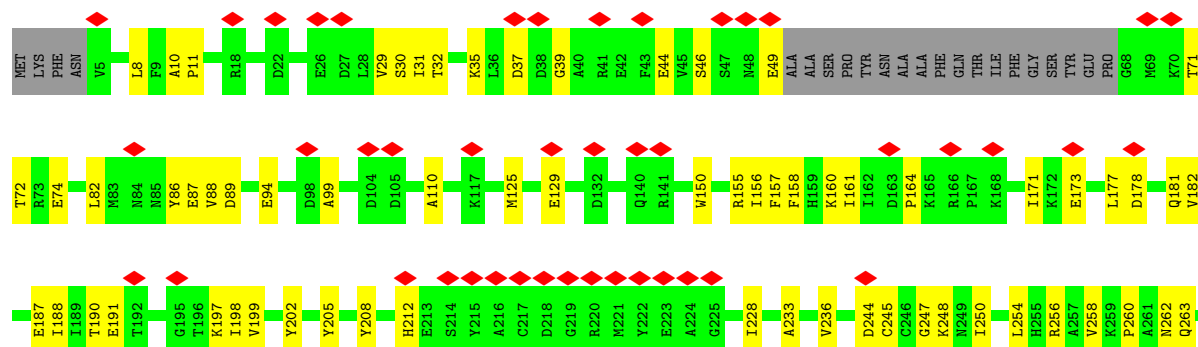 MET LYS PHE ASN V5 L8 F9 A10 P11 R18 D22 E26 D27 L28 V29 S30 I31 T32 K35 L36 D37 D38 G39 A40 R41 E42 F43 E44 V45 S46 S47 N48 E49 ALA ALA SER PRO TYR ASN ALA ALA PHE GLN THR ILE PHE GLY SER TYR GLU PRO G68 M69 K70 T71
T72 R73 E74 L82 M83 N84 N85 Y86 E87 V88 D89 E94 D98 A99 D104 D105 A110 K117 M125 E129 D132 Q140 R141 W150 R155 I156 F157 F158 H159 K160 I161 I162 D163 P164 K165 R166 P167 K168 I171 K172 E173 L177 D178 Q181 V182
E187 I188 I189 T190 E191 T192 G195 T196 K197 I198 V199 Y202 Y205 Y208 H212 E213 S214 Y215 A216 C217 D218 G219 R220 M221 Y222 E223 A224 G225 I228 A233 V236 D244 C245 C246 G247 K248 N249 I250 L254 H255 R256 A257 V258 K259 P260 A261 N262 Q263